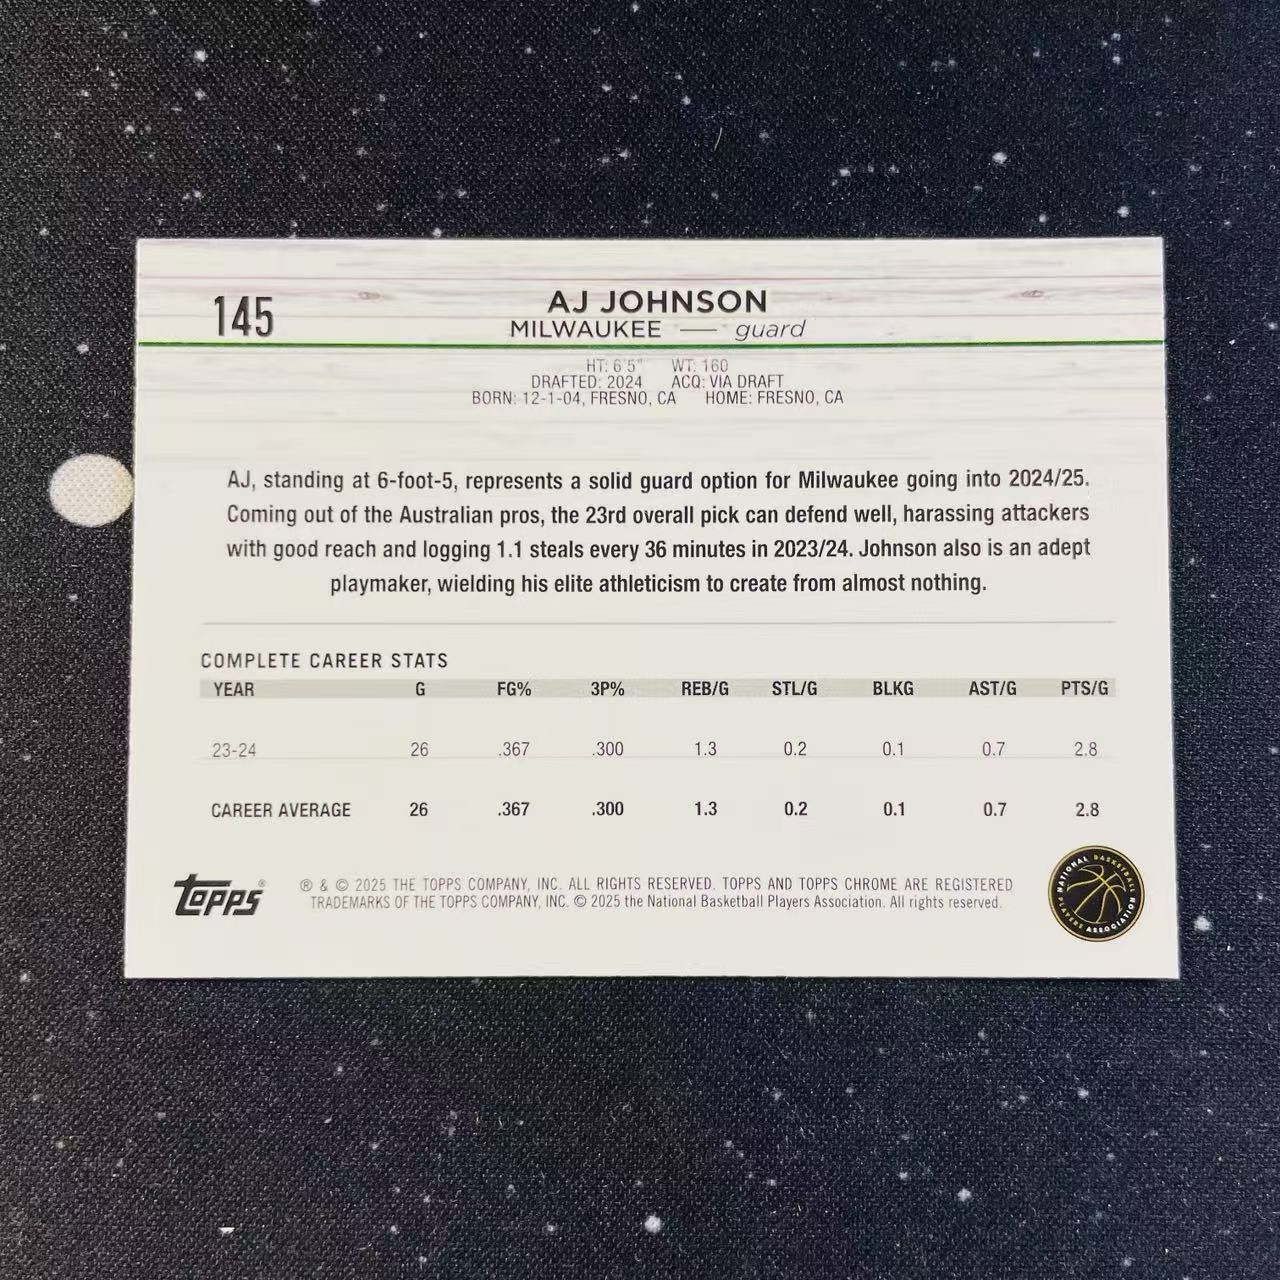 145
AJ JOHNSON
MILWAUKEE — guard
HT: 6'5" WT: 160
DRAFTED: 2024 ACQ: VIA DRAFT
BORN: 12-1-04, FRESNO, CA HOME: FRESNO, CA
AJ, standing at 6-foot-5, represents a solid guard option for Milwaukee going into 2024/25.
Coming out of the Australian pros, the 23rd overall pick can defend well, harassing attackers
with good reach and logging 1.1 steals every 36 minutes in 2023/24. Johnson also is an adept
playmaker, wielding his elite athleticism to create from almost nothing.
COMPLETE CAREER STATS
YEAR G FG% 3P% REB/G STL/G BLKG AST/G PTS/G
23-24 26 .367 .300 1.3 0.2 0.1 0.7 2.8
CAREER AVERAGE 26 .367 .300 1.3 0.2 0.1 0.7 2.8
topps®
® & © 2025 THE TOPPS COMPANY, INC. ALL RIGHTS RESERVED. TOPPS AND TOPPS CHROME ARE REGISTERED
TRADEMARKS OF THE TOPPS COMPANY, INC. © 2025 the National Basketball Players Association. All rights reserved.
NATIONAL BASKETBALL PLAYERS ASSOCIATION